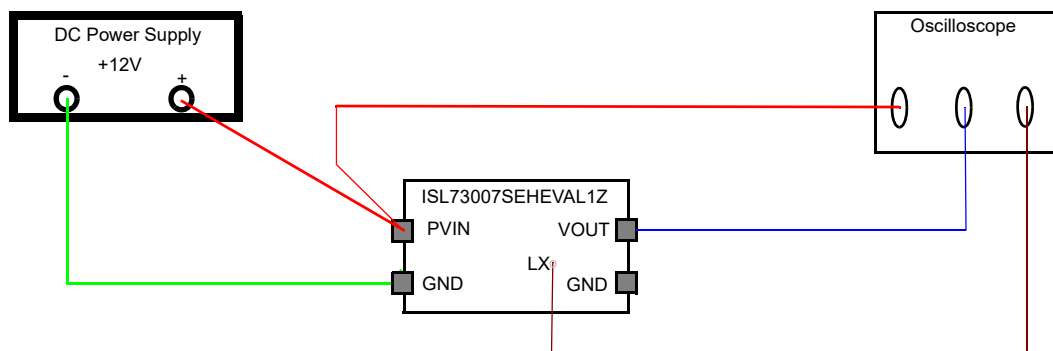 DC Power Supply
+12V
-
+
Oscilloscope
ISL73007SEHEVAL1Z
PVIN
VOUT
LX
GND
GND